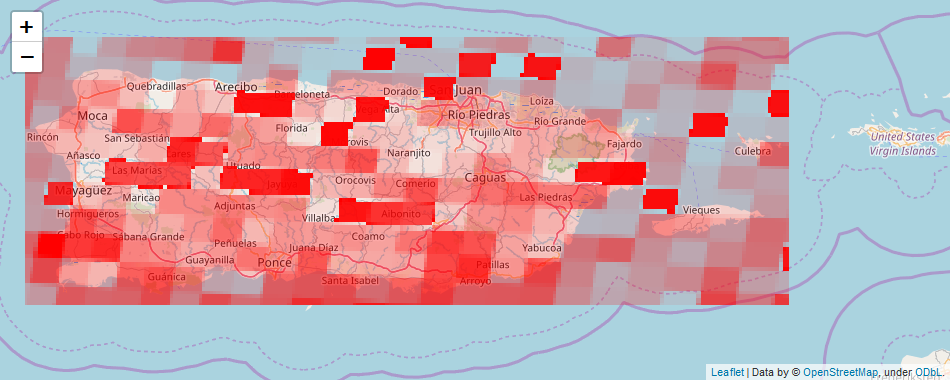 +
−
Quebradillas
Arecibo
Barceloneta
Dorado
San Juan
Loíza
Moca
Río Piedras
Río Grande
Rincón
San Sebastián
Florida
Trujillo Alto
Fajardo
United States
Virgin Islands
Añasco
Lares
Naranjito
Culebra
Las Marías
Utuado
Mayagüez
Jayuya
Orocovis
Comerío
Caguas
Maricao
Adjuntas
Las Piedras
Hormigueros
Villalba
Aibonito
Vieques
Cabo Rojo
Sabana Grande
Peñuelas
Juana Díaz
Coamo
Yabucoa
Guayanilla
Ponce
Patillas
Guánica
Santa Isabel
Arroyo
Leaflet | Data by © OpenStreetMap, under ODbL.